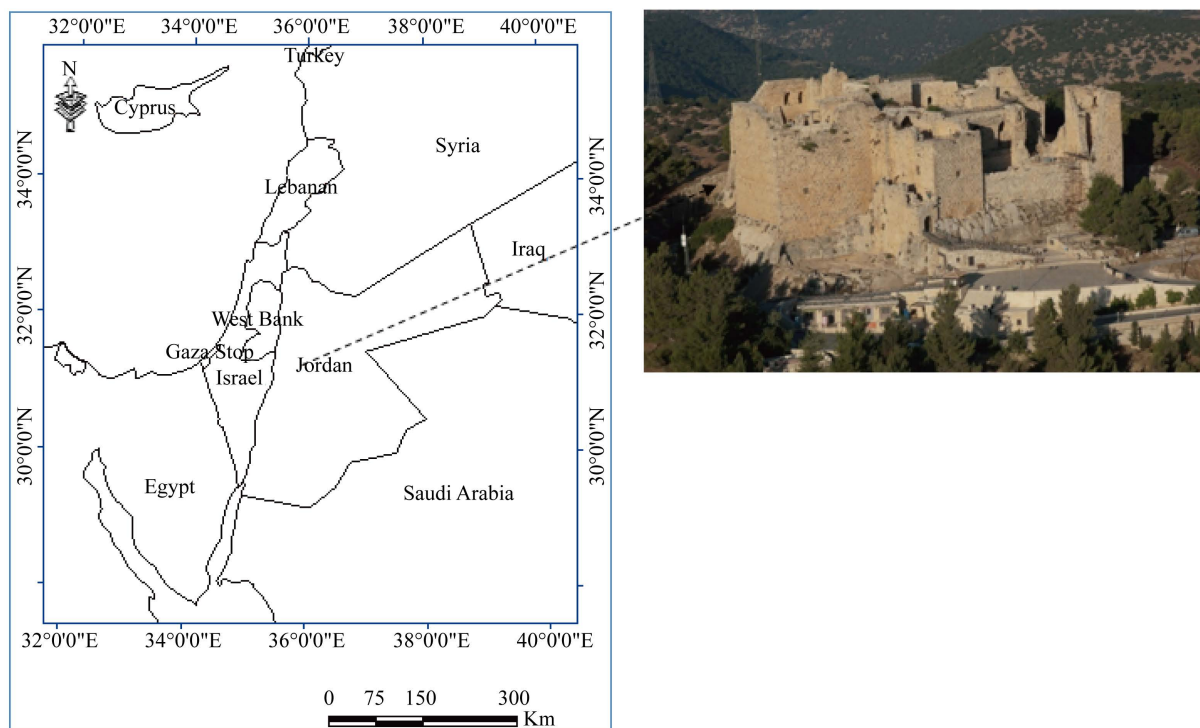 32°0'0"E 34°0'0"E 36°0'0"E 38°0'0"E 40°0'0"E
N
Turkey
Cyprus
Syria
34°0'0"N
34°0'0"N
Lebanan
Iraq
32°0'0"N
32°0'0"N
West Bank
Gaza Stop
Jordan
Israel
30°0'0"N
30°0'0"N
Egypt
Saudi Arabia
32°0'0"E 34°0'0"E 36°0'0"E 38°0'0"E 40°0'0"E
0 75 150 300
Km